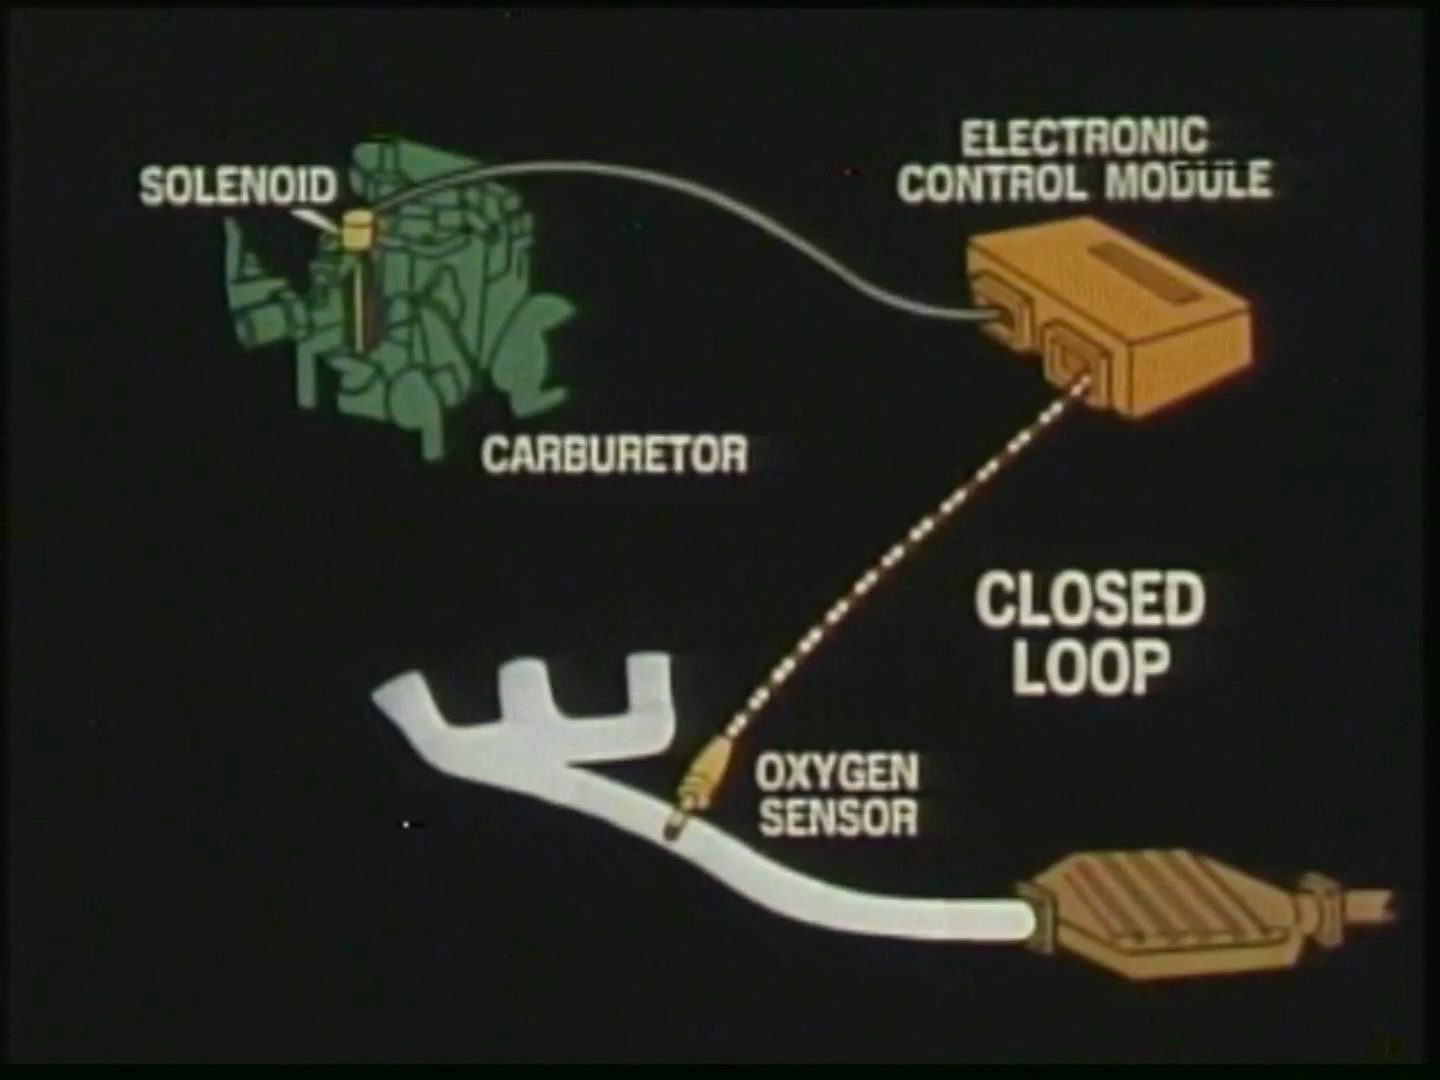 SOLENOID
ELECTRONIC
CONTROL MODULE
CARBURETOR
CLOSED
LOOP
OXYGEN
SENSOR